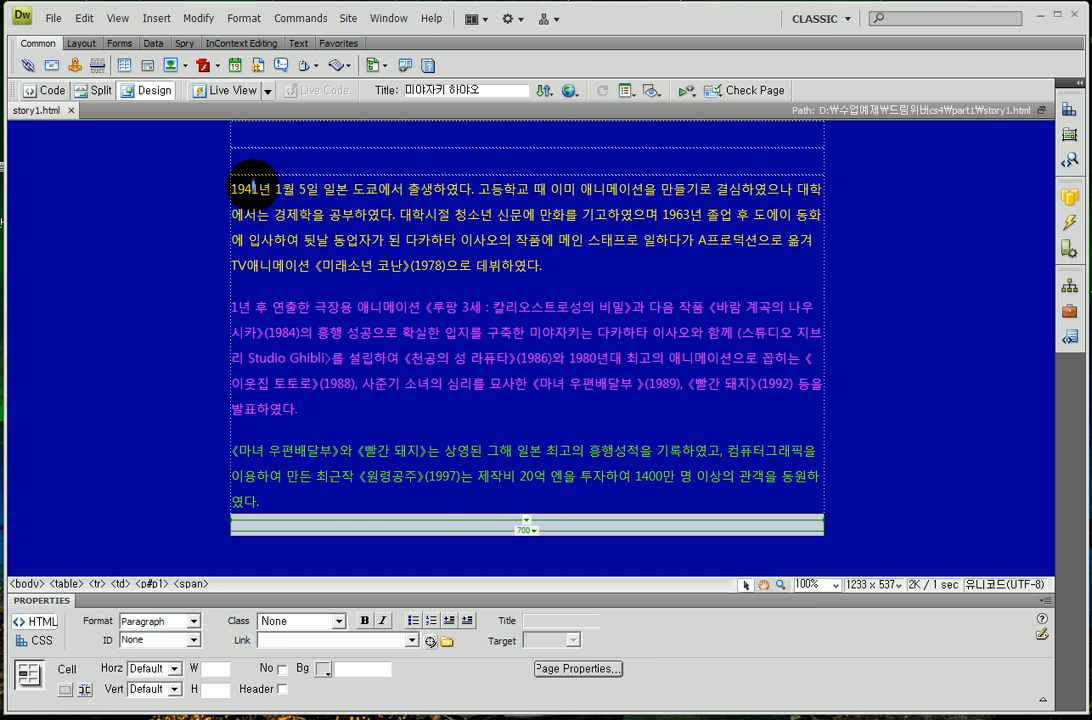 Dw File Edit View Insert Modify Format Commands Site Window Help CLASSIC
Common Layout Forms Data Spry InContext Editing Text Favorites
Code Split Design Live View Live Code Title: 미야자키 하야오 Check Page
story1.html Path: D:₩수업예제₩드림위버cs4₩part1₩story1.html
1941년 1월 5일 일본 도쿄에서 출생하였다. 고등학교 때 이미 애니메이션을 만들기로 결심하였으나 대학
에서는 경제학을 공부하였다. 대학시절 청소년 신문에 만화를 기고하였으며 1963년 졸업 후 도에이 동화
에 입사하여 뒷날 동업자가 된 다카하타 이사오의 작품에 메인 스태프로 일하다가 A프로덕션으로 옮겨
TV애니메이션 《미래소년 코난》(1978)으로 데뷔하였다.
1년 후 연출한 극장용 애니메이션 《루팡 3세 : 칼리오스트로성의 비밀》과 다음 작품 《바람 계곡의 나우
시카》(1984)의 흥행 성공으로 확실한 입지를 구축한 미야자키는 다카하타 이사오와 함께 (스튜디오 지브
리 Studio Ghibli〉를 설립하여 《천공의 성 라퓨타》(1986)와 1980년대 최고의 애니메이션으로 꼽히는 《
이웃집 토토로》(1988), 사춘기 소녀의 심리를 묘사한 《마녀 우편배달부 》(1989), 《빨간 돼지》(1992) 등을
발표하였다.
《마녀 우편배달부》와 《빨간 돼지》는 상영된 그해 일본 최고의 흥행성적을 기록하였고, 컴퓨터그래픽을
이용하여 만든 최근작 《원령공주》(1997)는 제작비 20억 엔을 투자하여 1400만 명 이상의 관객을 동원하
였다.
700
<body> <table> <tr> <td> <p#p1> <span> 100% 1233 x 537 2K / 1 sec 유니코드(UTF-8)
PROPERTIES
<> HTML Format Paragraph Class None B I Title
CSS ID None Link Target
Cell Horz Default W No Bg Page Properties...
Vert Default H Header